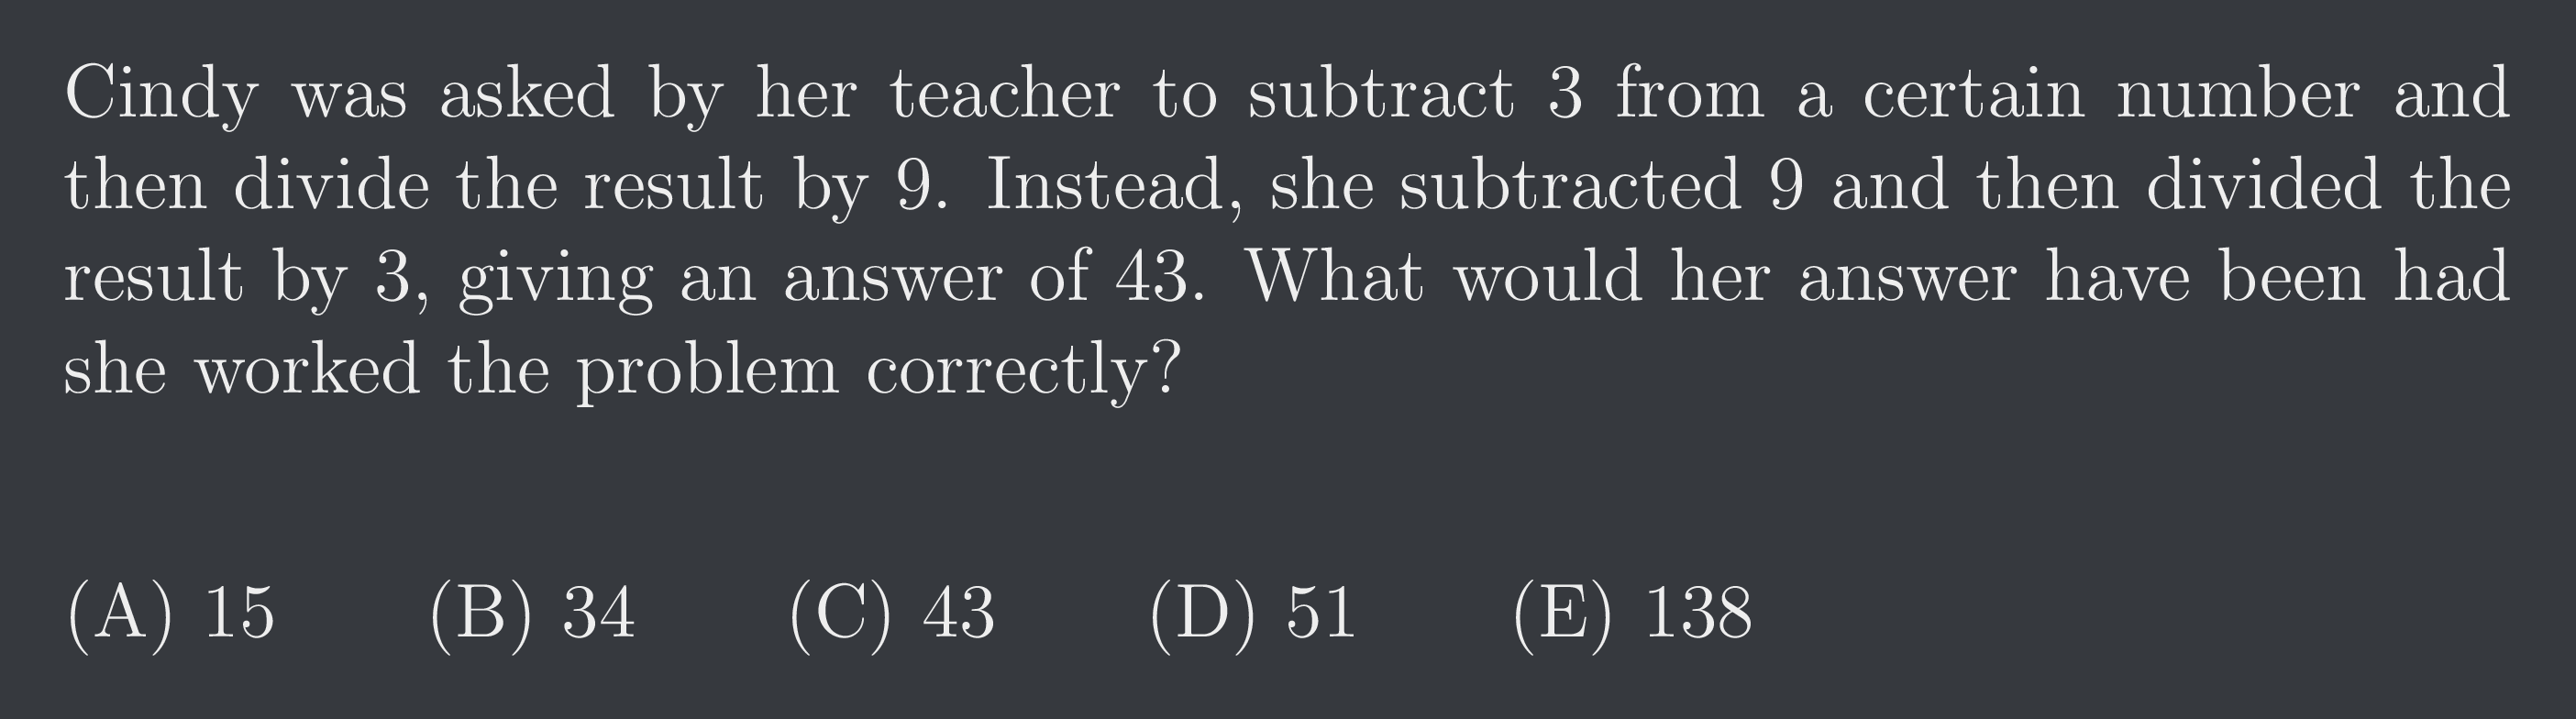 Cindy was asked by her teacher to subtract 3 from a certain number and
then divide the result by 9. Instead, she subtracted 9 and then divided the
result by 3, giving an answer of 43. What would her answer have been had
she worked the problem correctly?
(A) 15 (B) 34 (C) 43 (D) 51 (E) 138